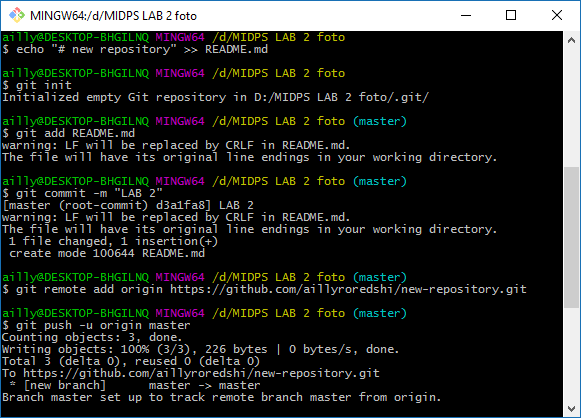 MINGW64:/d/MIDPS LAB 2 foto
ailly@DESKTOP-BHGILNQ MINGW64 /d/MIDPS LAB 2 foto
$ echo "# new repository" >> README.md
ailly@DESKTOP-BHGILNQ MINGW64 /d/MIDPS LAB 2 foto
$ git init
Initialized empty Git repository in D:/MIDPS LAB 2 foto/.git/
ailly@DESKTOP-BHGILNQ MINGW64 /d/MIDPS LAB 2 foto (master)
$ git add README.md
warning: LF will be replaced by CRLF in README.md.
The file will have its original line endings in your working directory.
ailly@DESKTOP-BHGILNQ MINGW64 /d/MIDPS LAB 2 foto (master)
$ git commit -m "LAB 2"
[master (root-commit) d3a1fa8] LAB 2
warning: LF will be replaced by CRLF in README.md.
The file will have its original line endings in your working directory.
 1 file changed, 1 insertion(+)
 create mode 100644 README.md
ailly@DESKTOP-BHGILNQ MINGW64 /d/MIDPS LAB 2 foto (master)
$ git remote add origin https://github.com/aillyroredshi/new-repository.git
ailly@DESKTOP-BHGILNQ MINGW64 /d/MIDPS LAB 2 foto (master)
$ git push -u origin master
Counting objects: 3, done.
Writing objects: 100% (3/3), 226 bytes | 0 bytes/s, done.
Total 3 (delta 0), reused 0 (delta 0)
To https://github.com/aillyroredshi/new-repository.git
 * [new branch]      master -> master
Branch master set up to track remote branch master from origin.